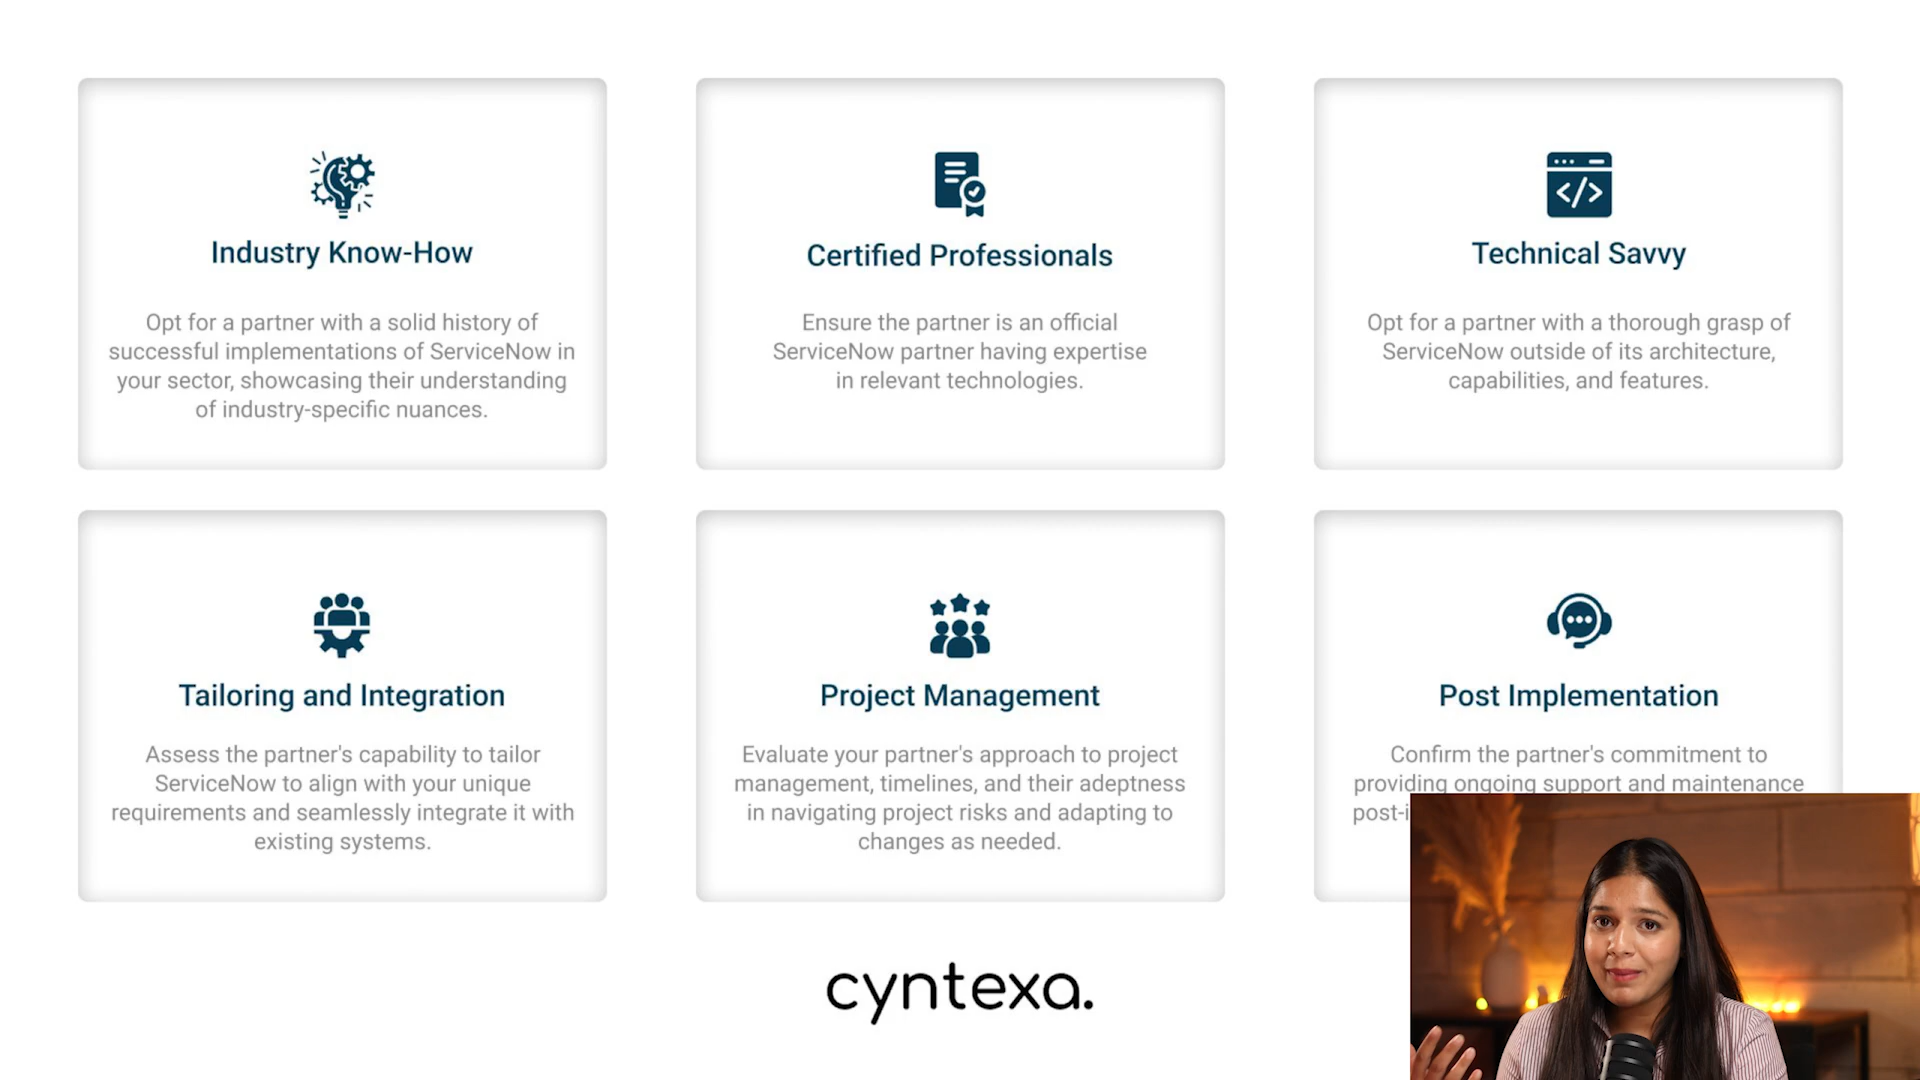 Industry Know-How
Opt for a partner with a solid history of
successful implementations of ServiceNow in
your sector, showcasing their understanding
of industry-specific nuances.
Certified Professionals
Ensure the partner is an official
ServiceNow partner having expertise
in relevant technologies.
Technical Savvy
Opt for a partner with a thorough grasp of
ServiceNow outside of its architecture,
capabilities, and features.
Tailoring and Integration
Assess the partner's capability to tailor
ServiceNow to align with your unique
requirements and seamlessly integrate it with
existing systems.
Project Management
Evaluate your partner's approach to project
management, timelines, and their adeptness
in navigating project risks and adapting to
changes as needed.
Post Implementation
Confirm the partner's commitment to
providing ongoing support and maintenance
cyntexa.